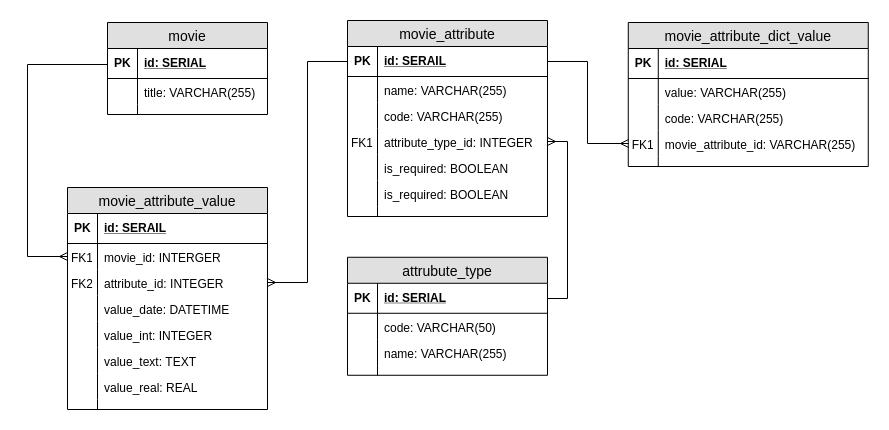 movie
PK id: SERIAL
title: VARCHAR(255)
movie_attribute
PK id: SERAIL
name: VARCHAR(255)
code: VARCHAR(255)
FK1 attribute_type_id: INTEGER
is_required: BOOLEAN
is_required: BOOLEAN
movie_attribute_dict_value
PK id: SERIAL
value: VARCHAR(255)
code: VARCHAR(255)
FK1 movie_attribute_id: VARCHAR(255)
movie_attribute_value
PK id: SERAIL
FK1 movie_id: INTERGER
FK2 attribute_id: INTEGER
value_date: DATETIME
value_int: INTEGER
value_text: TEXT
value_real: REAL
attrubute_type
PK id: SERIAL
code: VARCHAR(50)
name: VARCHAR(255)